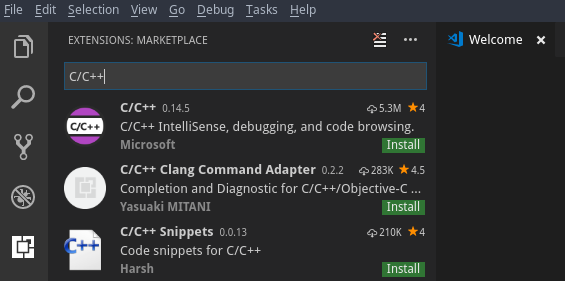 File Edit Selection View Go Debug Tasks Help
EXTENSIONS: MARKETPLACE
Welcome
C/C++
C/C++ 0.14.5 5.3M 4
C/C++ IntelliSense, debugging, and code browsing.
Microsoft Install
C/C++ Clang Command Adapter 0.2.2 283K 4.5
Completion and Diagnostic for C/C++/Objective-C ...
Yasuaki MITANI Install
C/C++ Snippets 0.0.13 210K 4
Code snippets for C/C++
Harsh Install
C/C++
C++